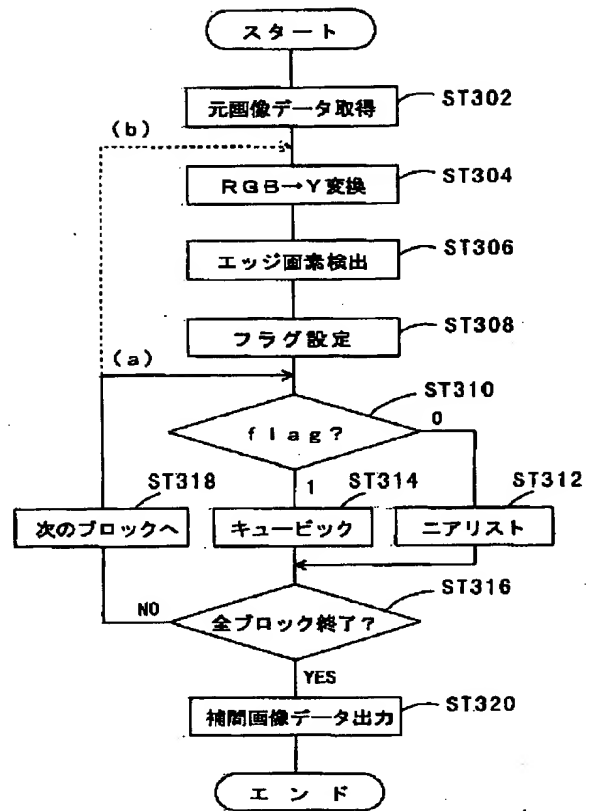 スタート
元画像データ取得
ST302
(b)
RGB→Y変換
ST304
エッジ画素検出
ST306
フラグ設定
ST308
(a)
ST310
flag?
0
ST318
1
ST314
ST312
次のブロックへ
キュービック
ニアリスト
ST316
NO
全ブロック終了?
YES
補間画像データ出力
ST320
エンド